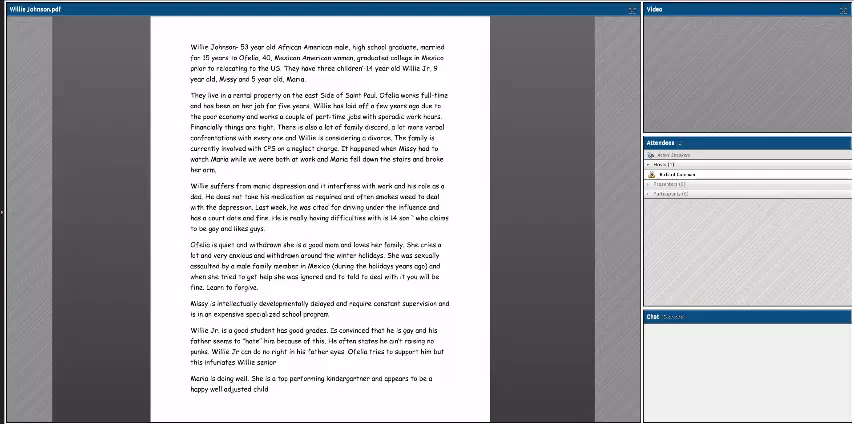 Willie Johnson.pdf
Willie Johnson- 53 year old African American male, high school graduate, married
for 15 years to Ofelia, 40, Mexican American woman, graduated college in Mexico
prior to relocating to the US. They have three children' 14 year old Willie Jr, 9
year old, Missy and 5 year old, Maria.
They live in a rental property on the east Side of Saint Paul. Ofelia works full-time
and has been on her job for five years, Willie has laid off a few years ago due to
the poor economy and works a couple of part-time jobs with sporadic work hours.
Financially things are tight. There is also a lot of family discord, a lot more verbal
confrontations with every one and Willie is considering a divorce. The family is
currently involved with CPS on a neglect charge. It happened when Missy had to
watch Maria while we were both at work and Maria fell down the stairs and broke
her arm.
Willie suffers from manic depression and it interferes with work and his role as a
dad. He does not take his medication as required and often smokes weed to deal
with the depression. Last week, he was cited for driving under the influence and
has a court date and fine. He is really having difficulties with is 14 son " who claims
to be gay and likes guys.
Ofelia is quiet and withdrawn she is a good mom and loves her family. She cries a
lot and very anxious and withdrawn around the winter holidays. She was sexually
assaulted by a male family member in Mexico (during the holidays years ago) and
when she tried to get help she was ignored and to told to deal with it you will be
fine. Learn to forgive.
Missy is intellectually developmentally delayed and require constant supervision and
is in an expensive specialized school program
Willie Jr. is a good student has good grades. Is convinced that he is gay and his
father seems to "hate" him because of this. He often states he ain't raising no
punks. Willie Jr can do no right in his father eyes. Ofelia tries to support him but
this infuriates Willie senior
Maria is doing well. She is a top performing kindergartner and appears to be a
happy well adjusted child
Video
Attendees
Active Speakers
Hosts (1)
Richard Coleman
Presenters (0)
Participants (0)
Chat